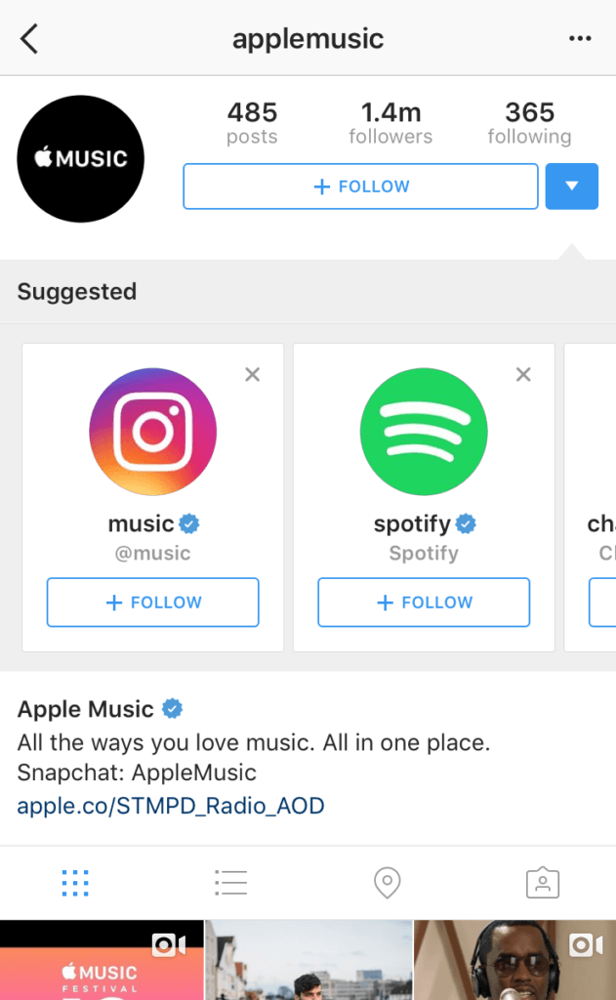 applemusic
485 1.4m 365
posts followers following
MUSIC
+ FOLLOW
Suggested
music spotify ch
@music Spotify
+ FOLLOW + FOLLOW
Apple Music
All the ways you love music. All in one place.
Snapchat: AppleMusic
apple.co/STMPD_Radio_AOD
MUSIC
FESTIVAL